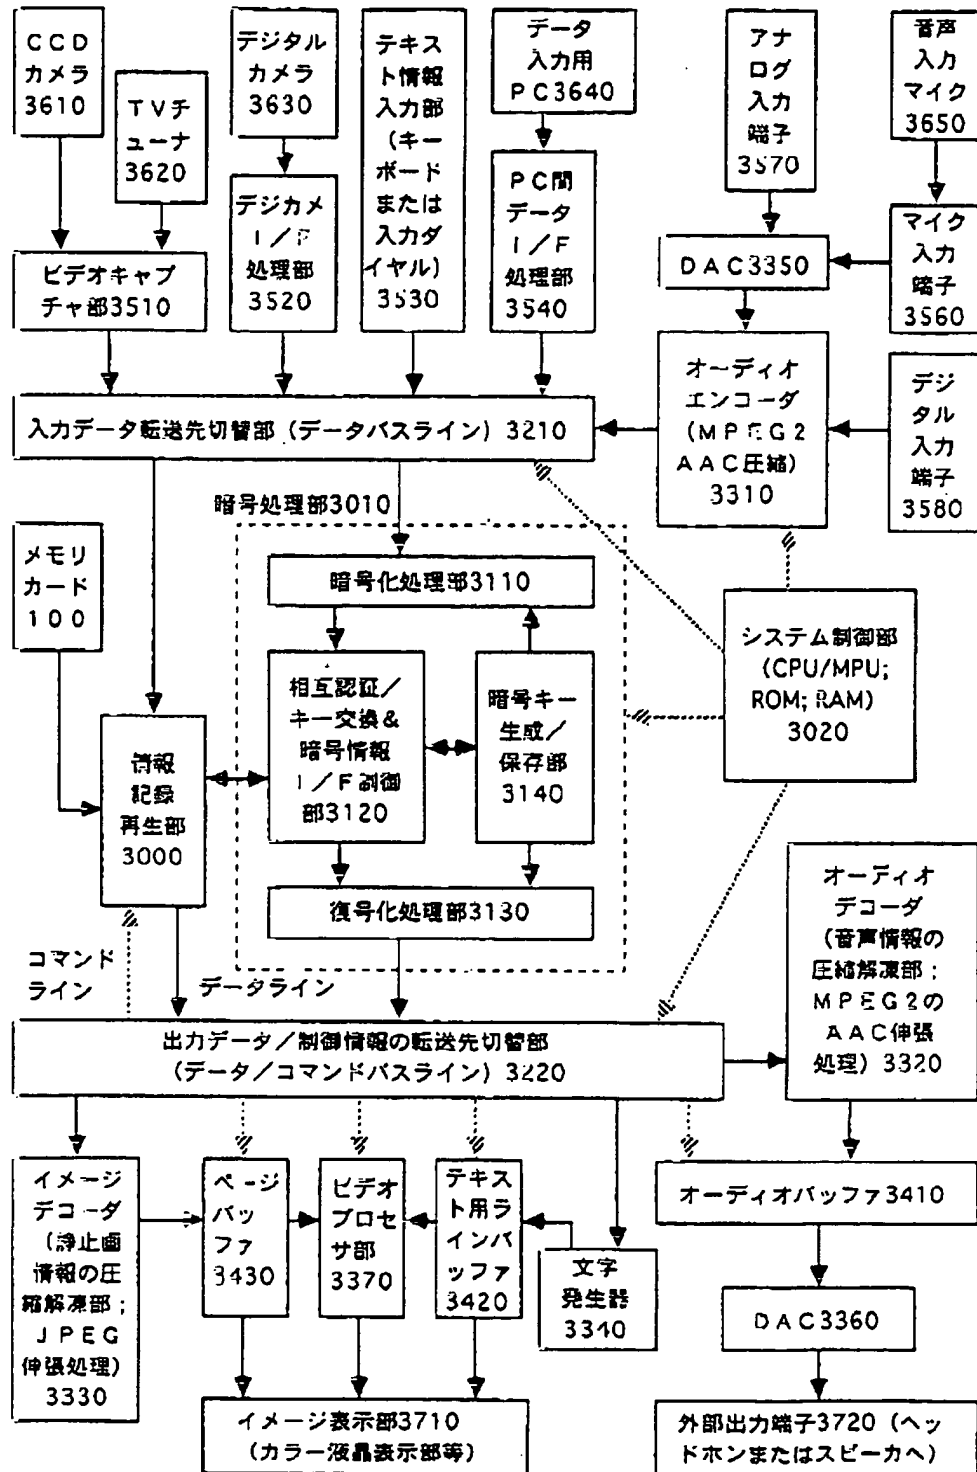 CCD
カメラ
3610
TVチ
ューナ
3620
デジタル
カメラ
3630
テキス
ト情報
入力部
(キー
ボード
または
入力ダ
イヤル)
3530
データ
入力用
PC3640
アナ
ログ
入力
端子
3570
音声
入力
マイク
3650
デジカメ
I/F
処理部
3520
PC間
データ
I/F
処理部
3540
ビデオキャプ
チャ部3510
DAC3350
マイク
入力
端子
3560
オーディオ
エンコーダ
(MPEG2
AAC圧縮)
3310
デジ
タル
入力
端子
3580
入力データ転送先切替部(データバスライン)3210
暗号処理部3010
メモリ
カード
100
暗号化処理部3110
システム制御部
(CPU/MPU;
ROM; RAM)
3020
相互認証/
キー交換&
暗号情報
I/F制御
部3120
暗号キー
生成/
保存部
3140
情報
記録
再生部
3000
復号化処理部3130
オーディオ
デコーダ
(音声情報の
圧縮解凍部;
MPEG2の
AAC伸張
処理)3320
コマンド
ライン
データライン
出力データ/制御情報の転送先切替部
(データ/コマンドバスライン)3220
イメージ
デコーダ
(静止画
情報の圧
縮解凍部;
JPEG
伸張処理)
3330
ページ
バッ
ファ
3430
ビデオ
プロセ
サ部
3370
テキス
ト用ラ
インバ
ッファ
3420
文字
発生器
3340
オーディオバッファ3410
DAC3360
イメージ表示部3710
(カラー液晶表示部等)
外部出力端子3720(ヘッ
ドホンまたはスピーカへ)